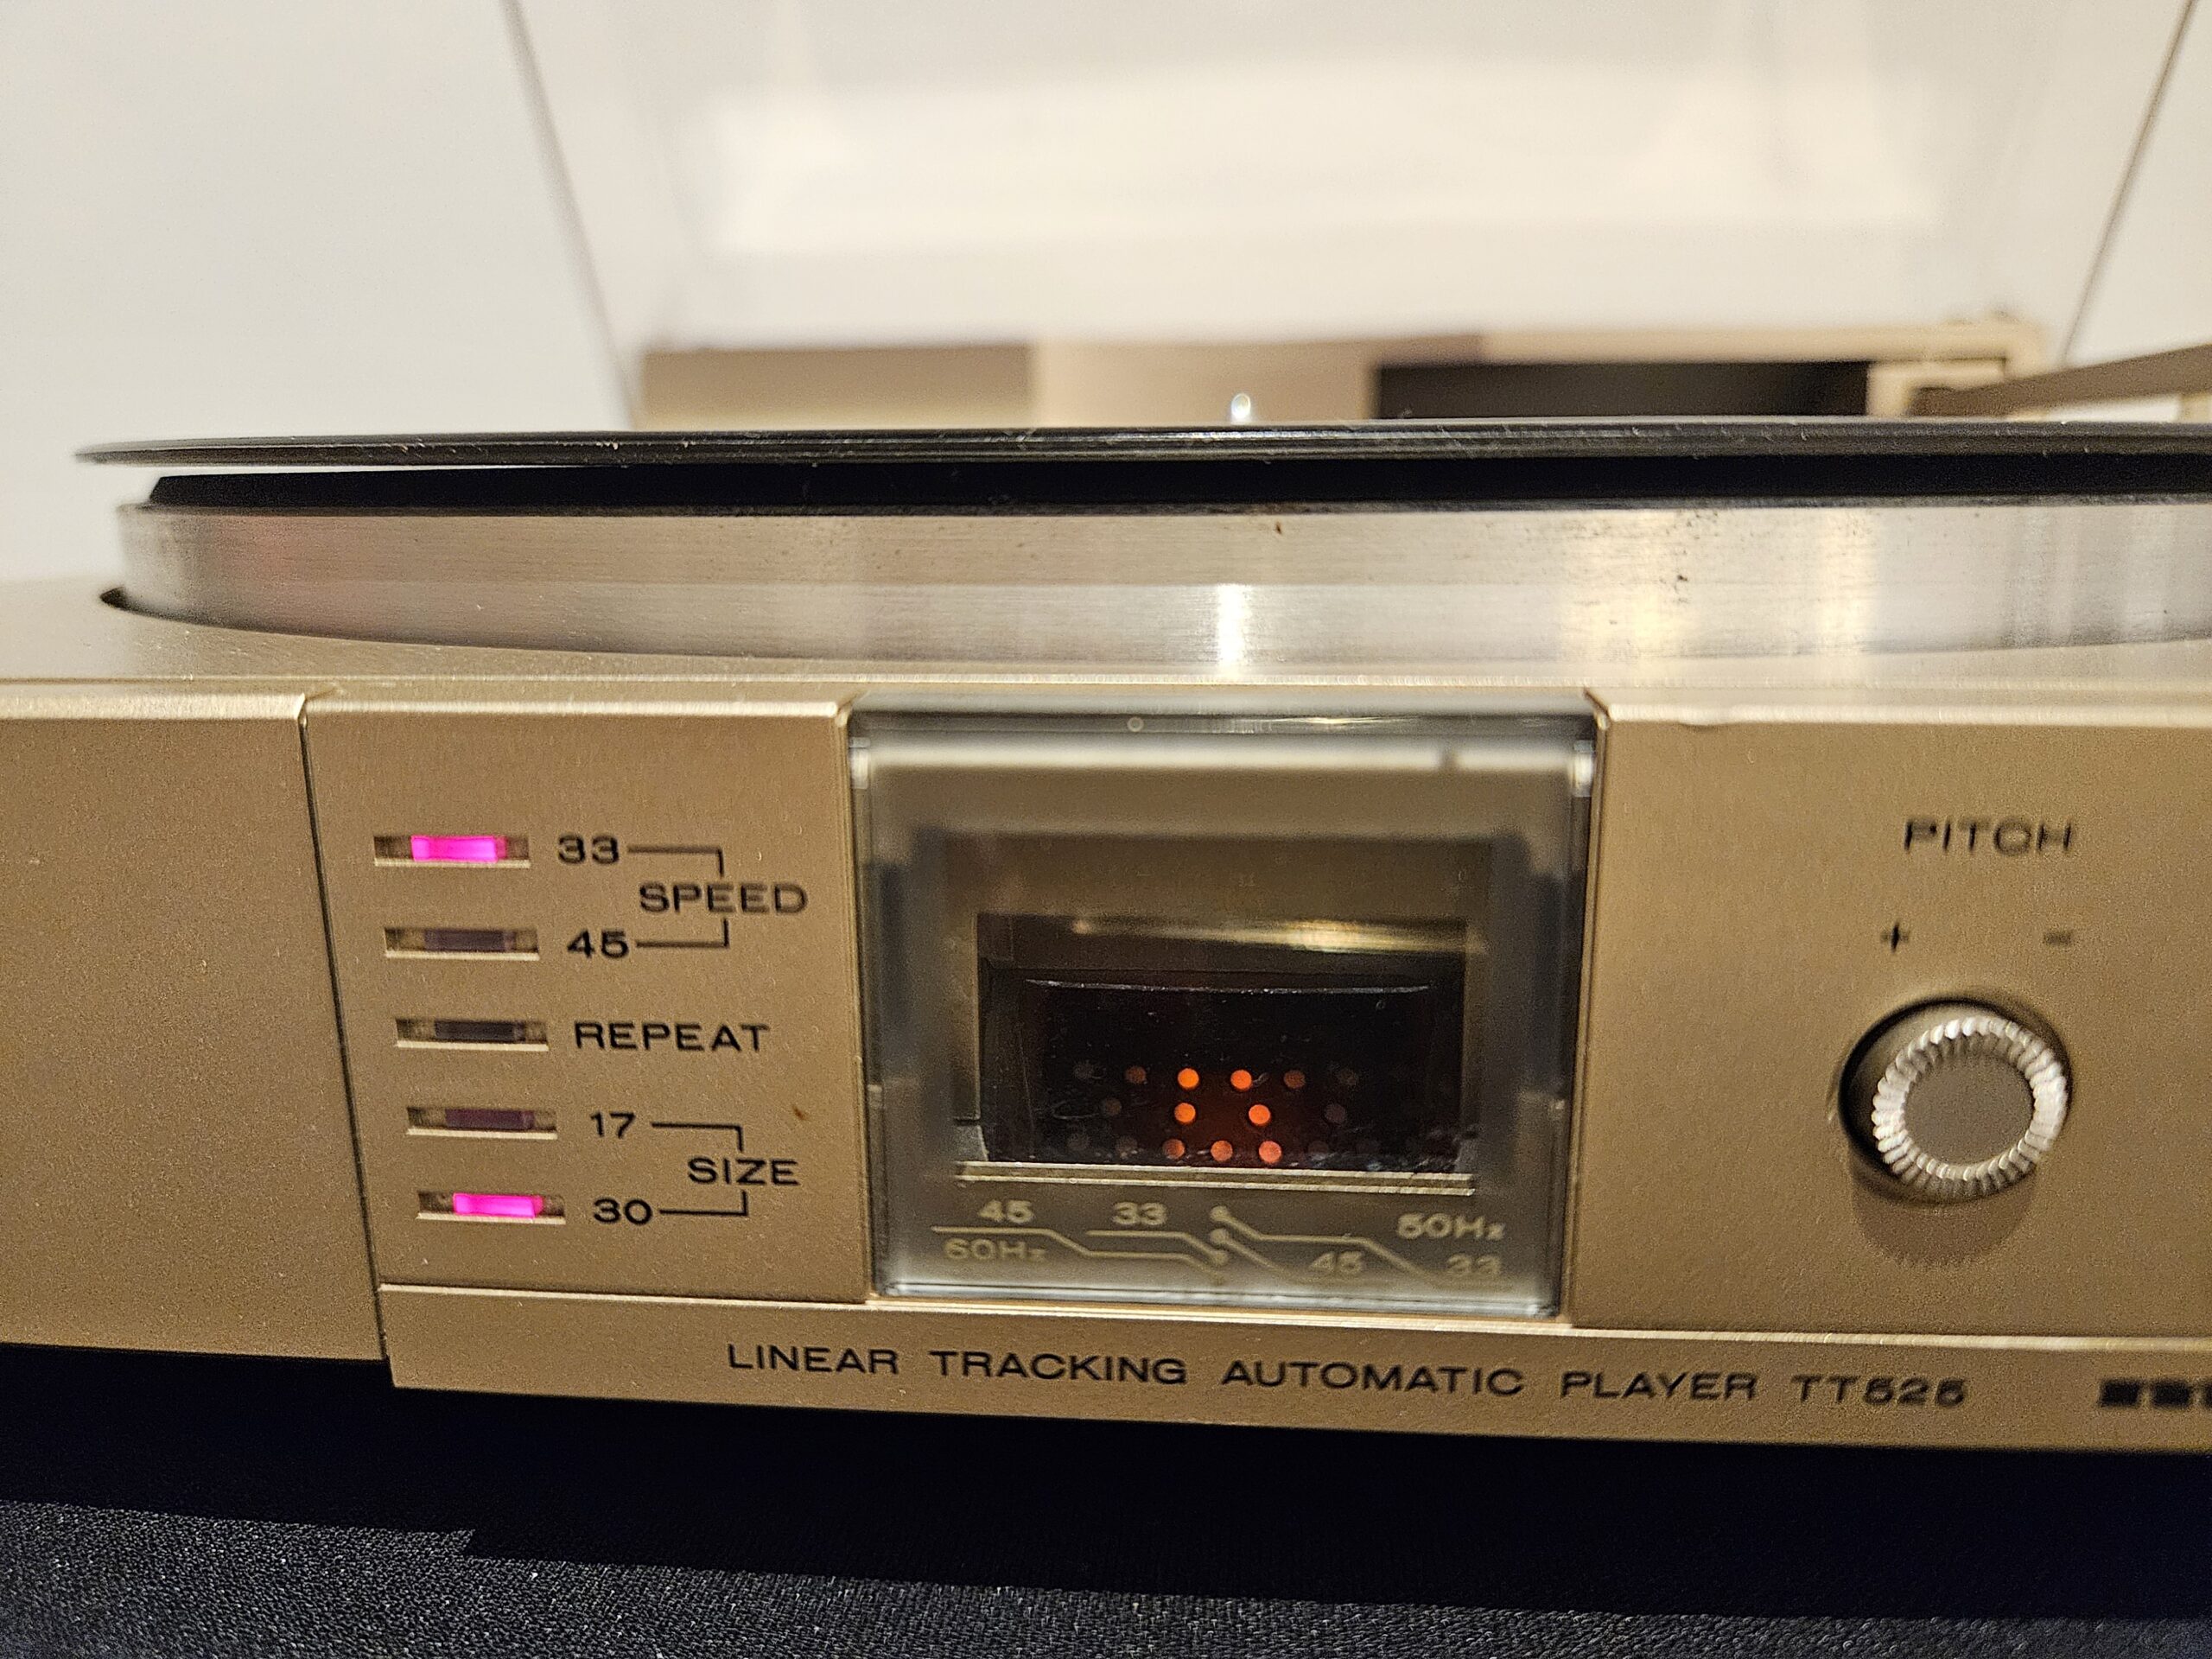 33
SPEED
45
REPEAT
17
SIZE
30
PITCH
+ −
45 33 50Hz
60Hz 45 33
LINEAR TRACKING AUTOMATIC PLAYER TT525